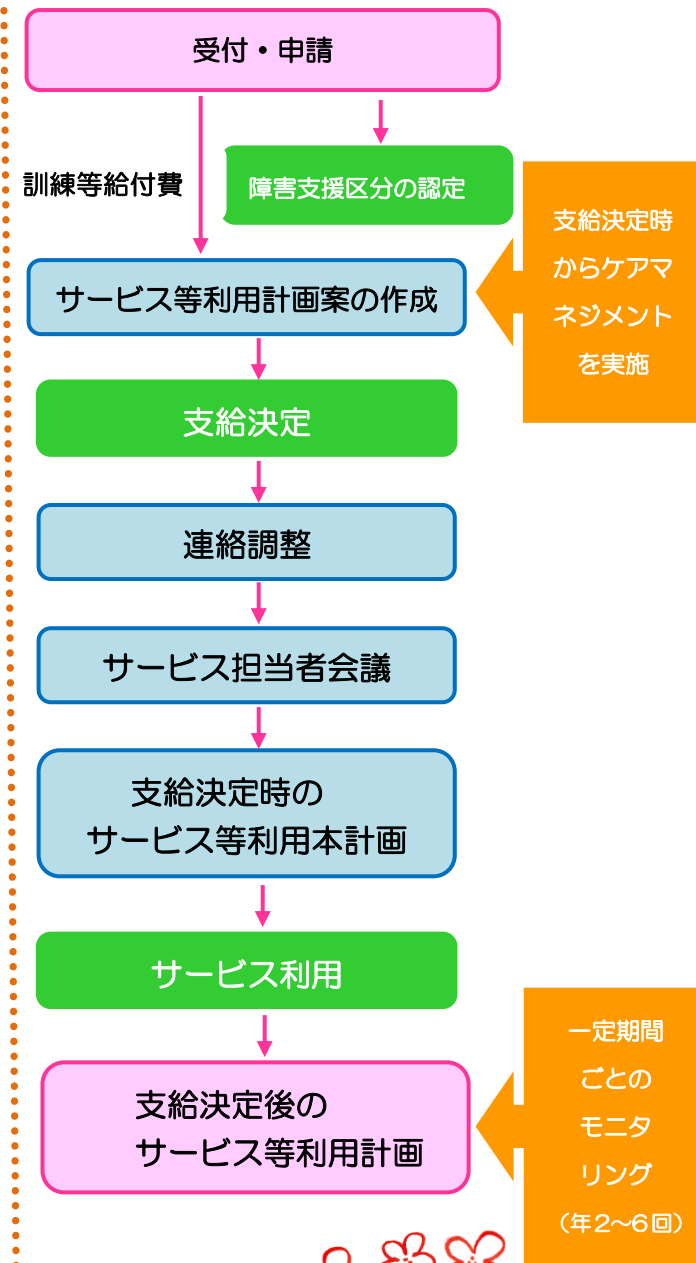 受付・申請
訓練等給付費
障害支援区分の認定
支給決定時
からケアマ
ネジメント
を実施
サービス等利用計画案の作成
支給決定
連絡調整
サービス担当者会議
支給決定時の
サービス等利用本計画
サービス利用
支給決定後の
サービス等利用計画
一定期間
ごとの
モニタ
リング
（年２～６回）